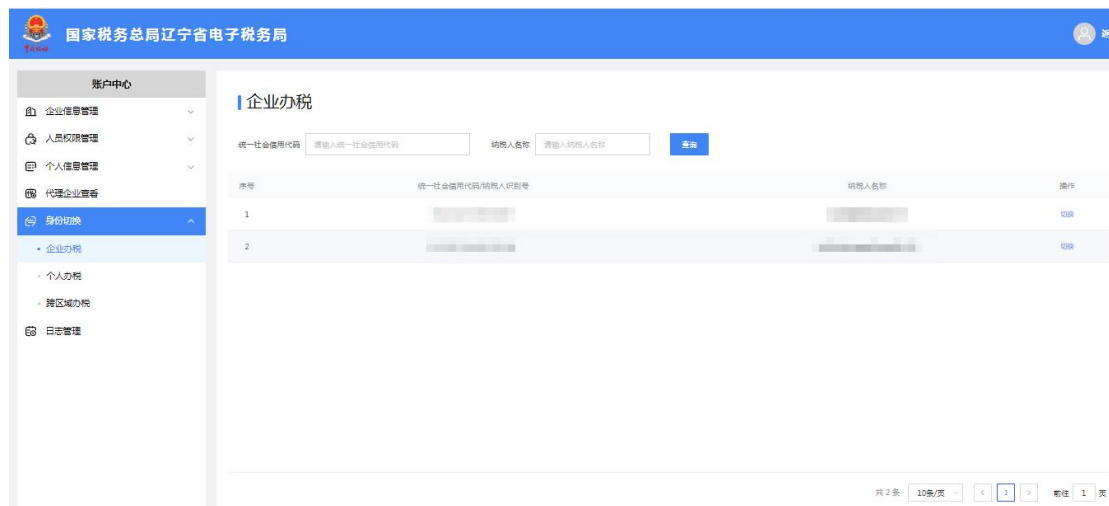 国家税务总局辽宁省电子税务局
账户中心
企业信息管理
人员权限管理
个人信息管理
代理企业查看
身份切换
企业办税
个人办税
跨区域办税
日志管理
企业办税
统一社会信用代码 请输入统一社会信用代码 纳税人名称 请输入纳税人名称 查询
序号 统一社会信用代码/纳税人识别号 纳税人名称 操作
1 切换
2 切换
共 2 条 10条/页 1 前往 1 页